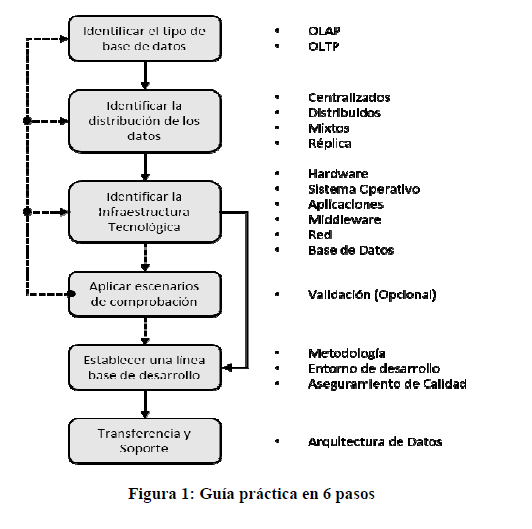 Identificar el tipo de
base de datos
• OLAP
• OLTP
Identificar la
distribución de los
datos
• Centralizados
• Distribuidos
• Mixtos
• Réplica
Identificar la
Infraestructura
Tecnológica
• Hardware
• Sistema Operativo
• Aplicaciones
• Middleware
• Red
• Base de Datos
Aplicar escenarios
de comprobación
• Validación (Opcional)
Establecer una línea
base de desarrollo
• Metodología
• Entorno de desarrollo
• Aseguramiento de Calidad
Transferencia y
Soporte
• Arquitectura de Datos
Figura 1: Guía práctica en 6 pasos